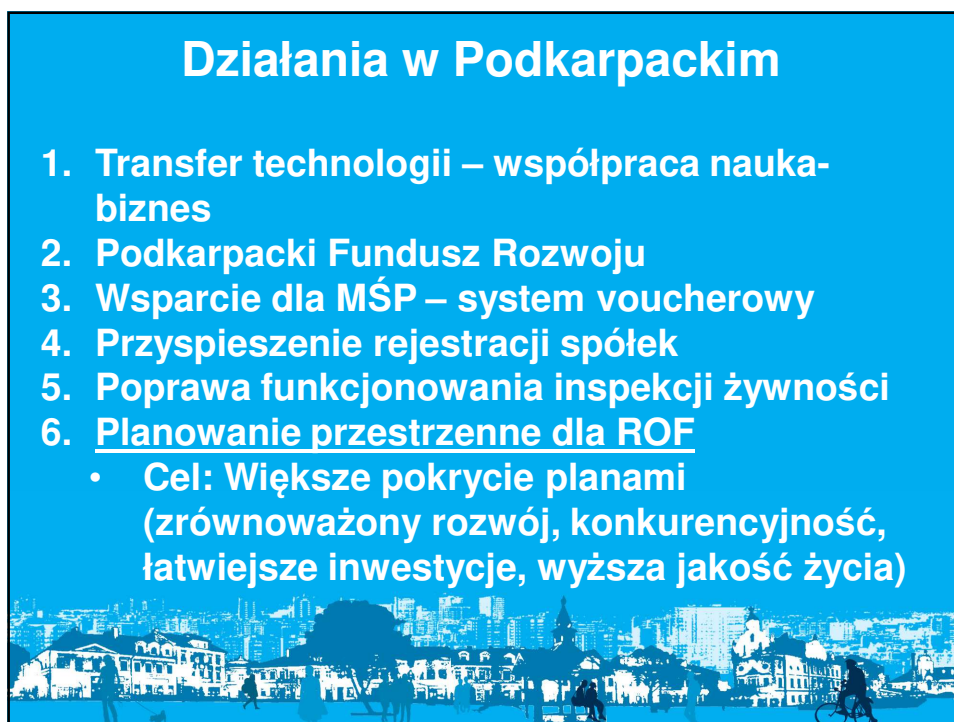 Działania w Podkarpackim
1. Transfer technologii – współpraca nauka-
biznes
2. Podkarpacki Fundusz Rozwoju
3. Wsparcie dla MŚP – system voucherowy
4. Przyspieszenie rejestracji spółek
5. Poprawa funkcjonowania inspekcji żywności
6. Planowanie przestrzenne dla ROF
• Cel: Większe pokrycie planami
(zrównoważony rozwój, konkurencyjność,
łatwiejsze inwestycje, wyższa jakość życia)